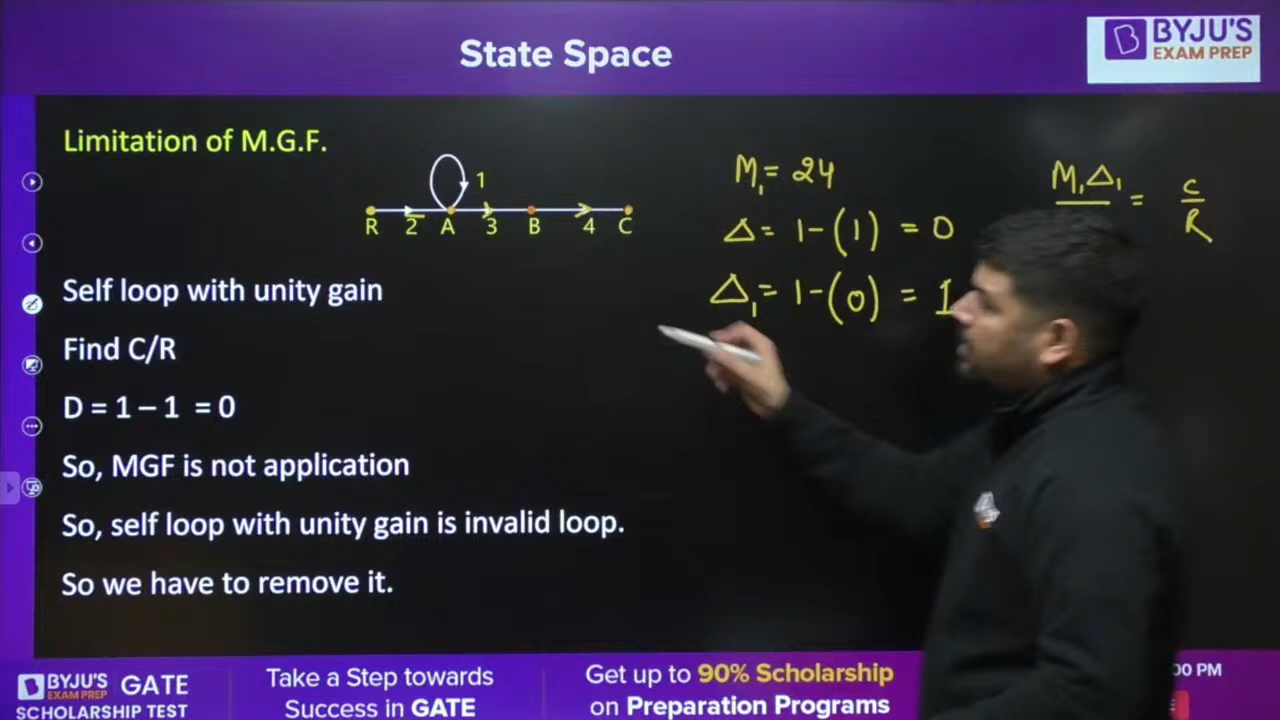 State Space
BYJU'S
EXAM PREP
Limitation of M.G.F.
1
R 2 A 3 B 4 C
M₁ = 24
Δ = 1 - (1) = 0
Δ₁ = 1 - (0) = 1
M₁Δ₁ = C
R
Self loop with unity gain
Find C/R
D = 1 – 1 = 0
So, MGF is not application
So, self loop with unity gain is invalid loop.
So we have to remove it.
BYJU'S
EXAM PREP
GATE
SCHOLARSHIP TEST
Take a Step towards
Success in GATE
Get up to 90% Scholarship
on Preparation Programs
00 PM